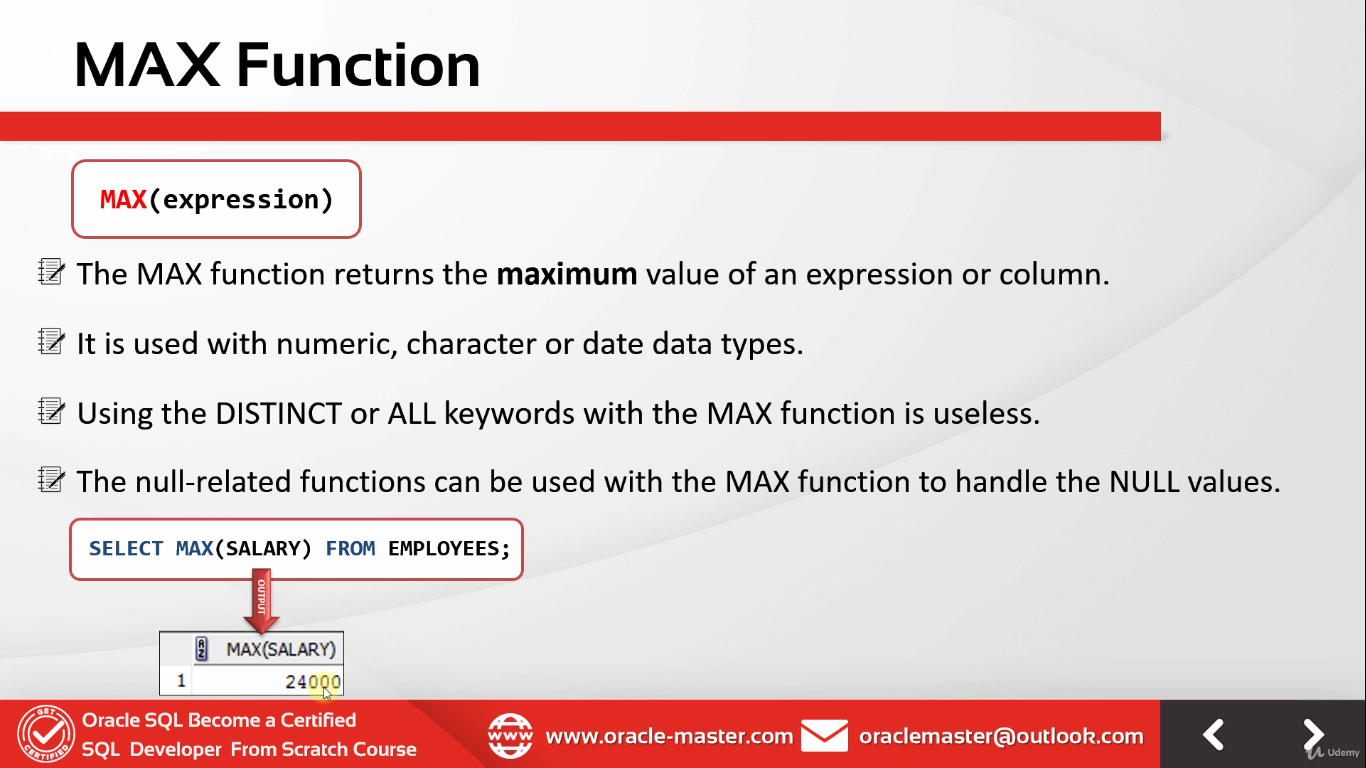 MAX Function
MAX(expression)
The MAX function returns the maximum value of an expression or column.
It is used with numeric, character or date data types.
Using the DISTINCT or ALL keywords with the MAX function is useless.
The null-related functions can be used with the MAX function to handle the NULL values.
SELECT MAX(SALARY) FROM EMPLOYEES;
OUTPUT
A Z MAX(SALARY)
1 24000
GET CERTIFIED
Oracle SQL Become a Certified
SQL Developer From Scratch Course
www
www.oracle-master.com
oraclemaster@outlook.com
Udemy